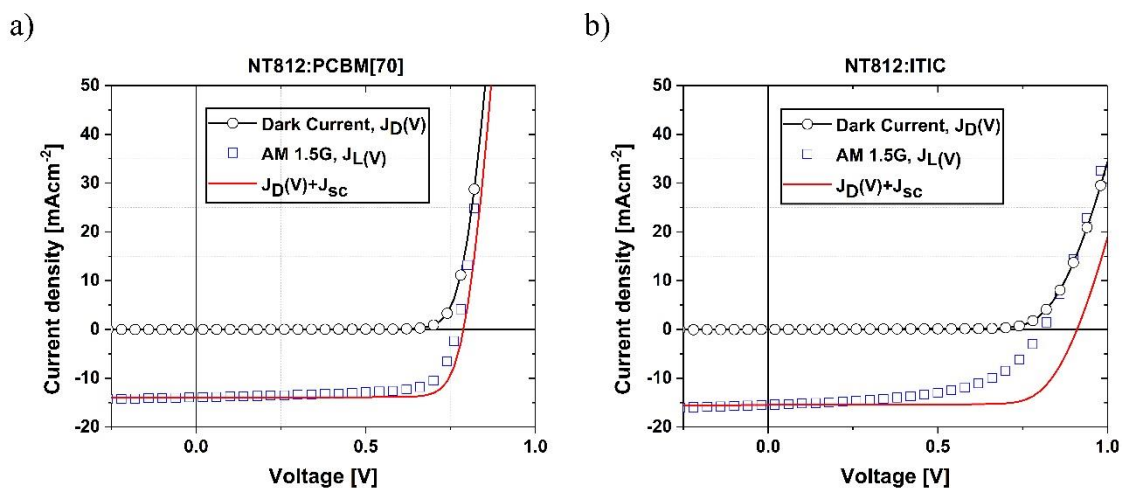 a)
NT812:PCBM[70]
50
40
30
20
10
0
-10
-20
Current density [mAcm-2]
Dark Current, JD(V)
AM 1.5G, JL(V)
JD(V)+Jsc
0.0
0.5
1.0
Voltage [V]
b)
NT812:ITIC
50
40
30
20
10
0
-10
-20
Current density [mAcm-2]
Dark Current, JD(V)
AM 1.5G, JL(V)
JD(V)+Jsc
0.0
0.5
1.0
Voltage [V]